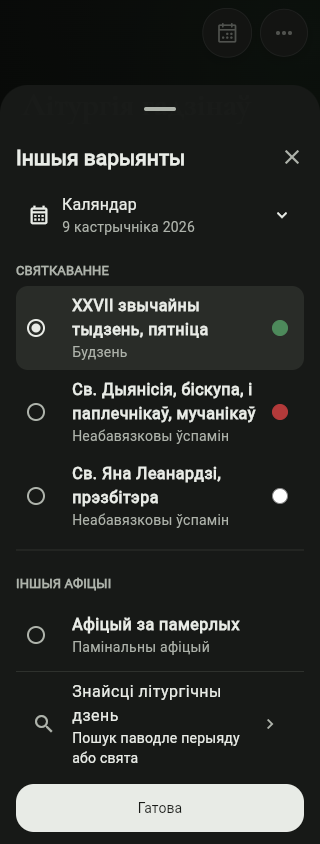 Іншыя варыянты
Каляндар
9 кастрычніка 2026
СВЯТКАВАННЕ
XXVII звычайны
тыдзень, пятніца
Будзень
Св. Дыянісія, біскупа, і
паплечнікаў, мучанікаў
Неабавязковы ўспамін
Св. Яна Леанардзі,
прэзбітэра
Неабавязковы ўспамін
ІНШЫЯ АФІЦЫІ
Афіцый за памерлых
Памінальны афіцый
Знайсці літургічны
дзень
Пошук паводле перыяду
або свята
Гатова